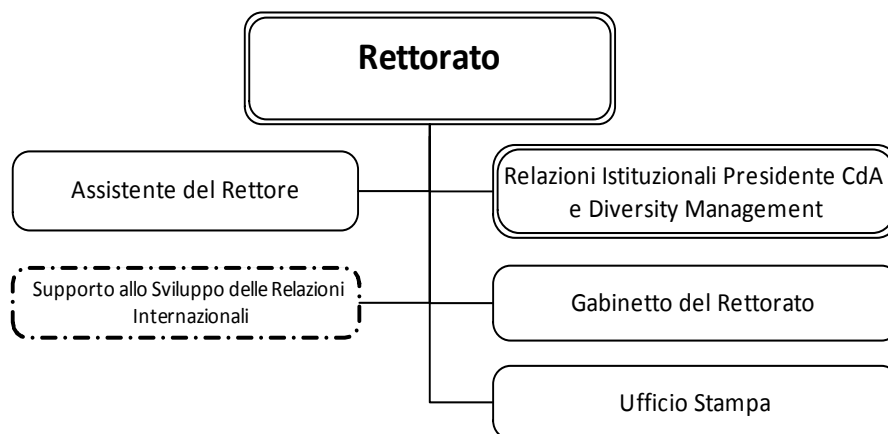 Rettorato
Assistente del Rettore
Relazioni Istituzionali Presidente CdA
e Diversity Management
Supporto allo Sviluppo delle Relazioni
Internazionali
Gabinetto del Rettorato
Ufficio Stampa